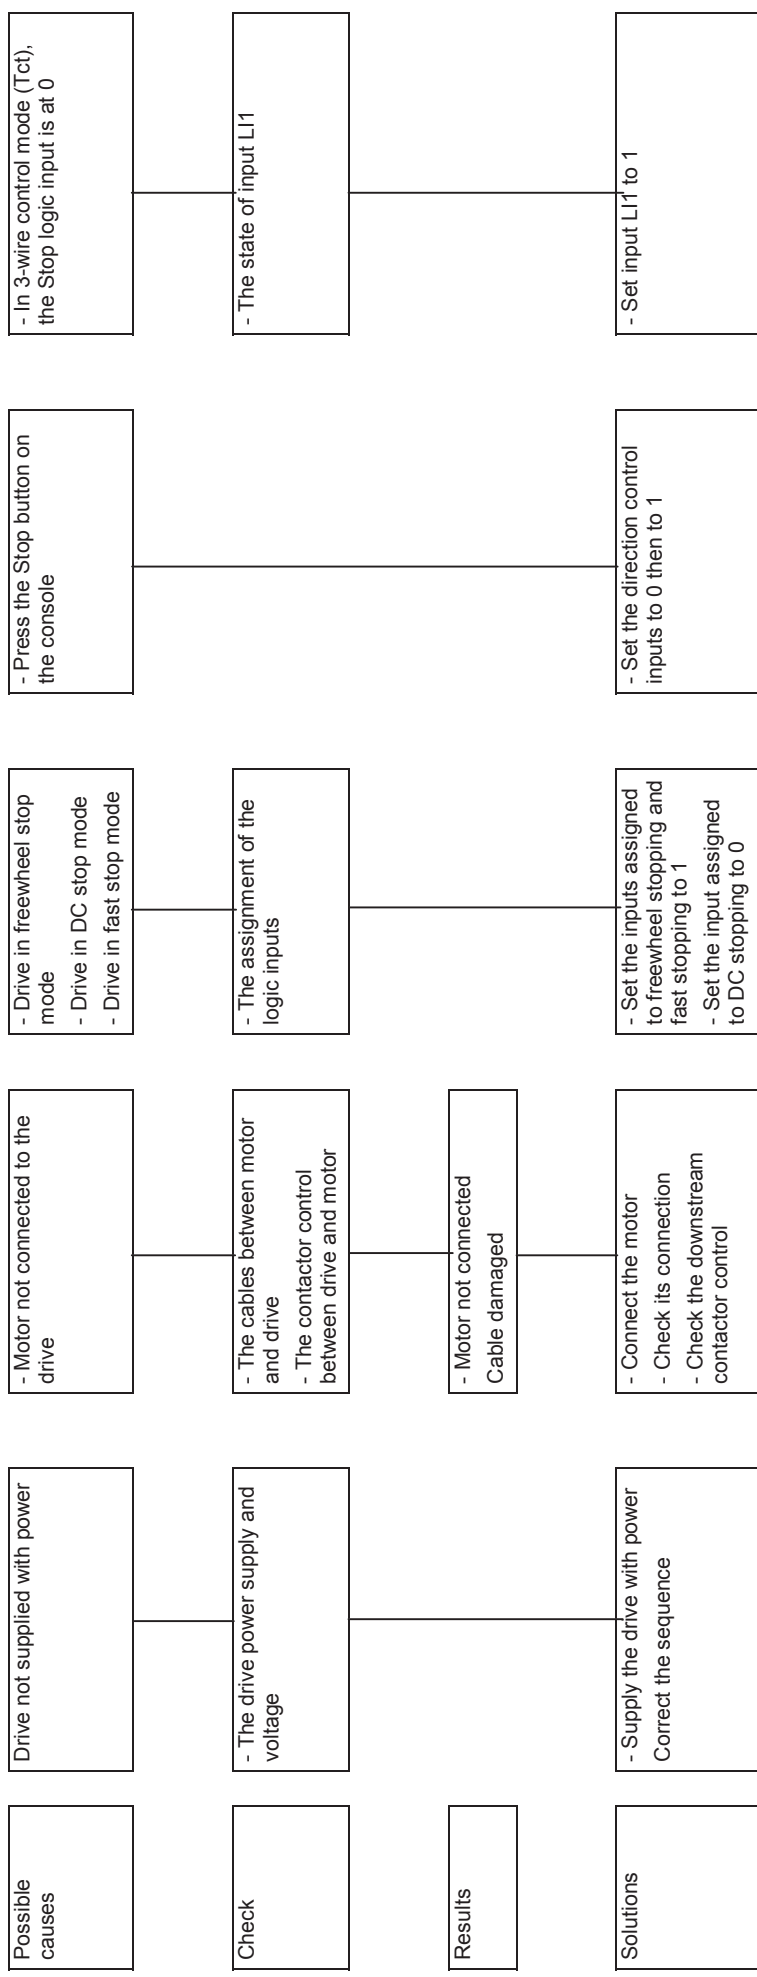 Possible
causes
Drive not supplied with power
- Motor not connected to the
drive
- Drive in freewheel stop
mode
- Drive in DC stop mode
- Drive in fast stop mode
- Press the Stop button on
the console
- In 3-wire control mode (Tct),
the Stop logic input is at 0
Check
- The drive power supply and
voltage
- The cables between motor
and drive
- The contactor control
between drive and motor
- The assignment of the
logic inputs
- The state of input LI1
Results
- Motor not connected
Cable damaged
Solutions
- Supply the drive with power
Correct the sequence
- Connect the motor
- Check its connection
- Check the downstream
contactor control
- Set the inputs assigned
to freewheel stopping and
fast stopping to 1
- Set the input assigned
to DC stopping to 0
- Set the direction control
inputs to 0 then to 1
- Set input LI1 to 1